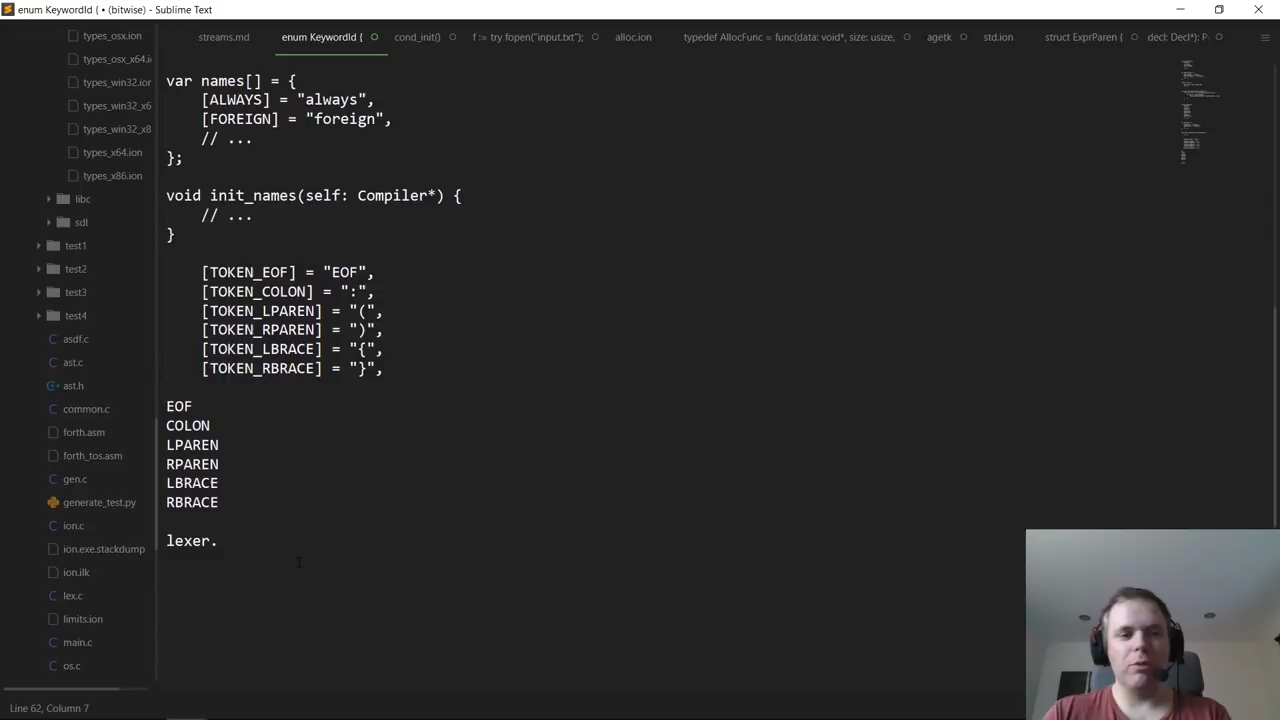 enum KeywordId { • (bitwise) - Sublime Text
types_osx.ion
types_osx_x64.i
types_win32.ior
types_win32_x6
types_win32_x8
types_x64.ion
types_x86.ion
libc
sdl
test1
test2
test3
test4
asdf.c
ast.c
ast.h
common.c
forth.asm
forth_tos.asm
gen.c
generate_test.py
ion.c
ion.exe.stackdump
ion.ilk
lex.c
limits.ion
main.c
os.c
streams.md
enum KeywordId {
cond_init()
f := try fopen("input.txt");
alloc.ion
typedef AllocFunc = func(data: void*, size: usize,
agetk
std.ion
struct ExprParen {
decl: Decl*): P
var names[] = {
[ALWAYS] = "always",
[FOREIGN] = "foreign",
// ...
};
void init_names(self: Compiler*) {
// ...
}
[TOKEN_EOF] = "EOF",
[TOKEN_COLON] = ":",
[TOKEN_LPAREN] = "(",
[TOKEN_RPAREN] = ")",
[TOKEN_LBRACE] = "{",
[TOKEN_RBRACE] = "}",
EOF
COLON
LPAREN
RPAREN
LBRACE
RBRACE
lexer.
Line 62, Column 7